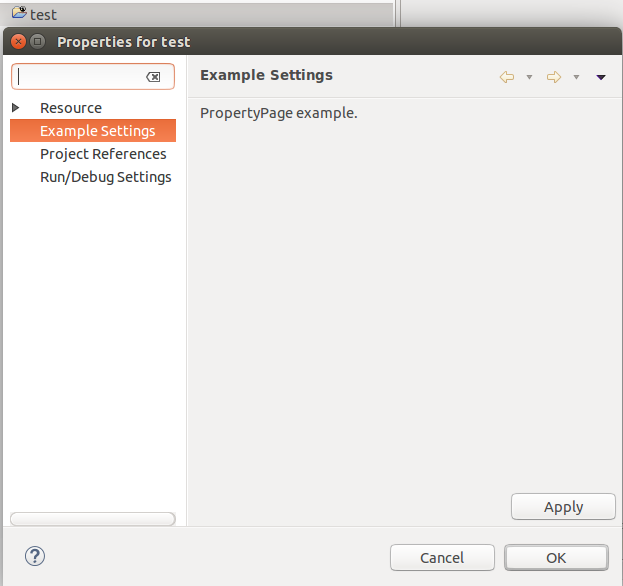 test
Properties for test
Example Settings
Resource
Example Settings
Project References
Run/Debug Settings
PropertyPage example.
Apply
?
Cancel
OK